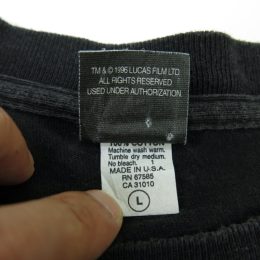 TM & © 1996 LUCAS FILM LTD.
ALL RIGHTS RESERVED
USED UNDER AUTHORIZATION
100% COTTON
Machine wash warm.
Tumble dry medium.
No bleach. 1
MADE IN U.S.A.
RN 67585
CA 31010
L